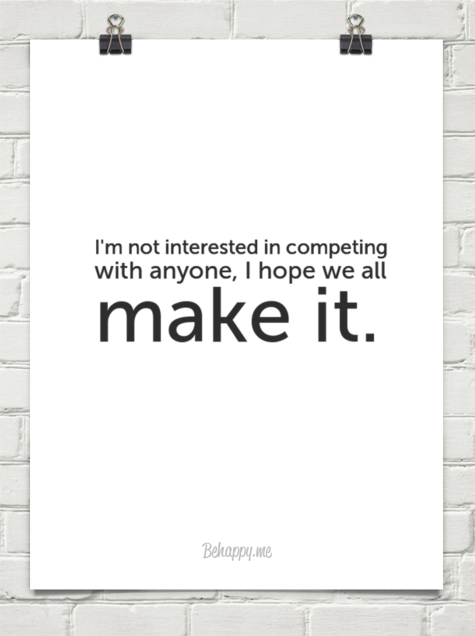 I'm not interested in competing
with anyone, I hope we all
make it.
Behappy.me